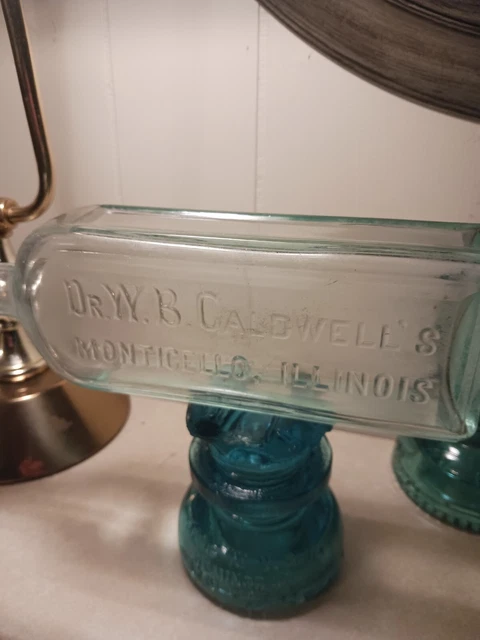 DR. W. B. CALDWELL'S
MONTICELLO, ILLINOIS